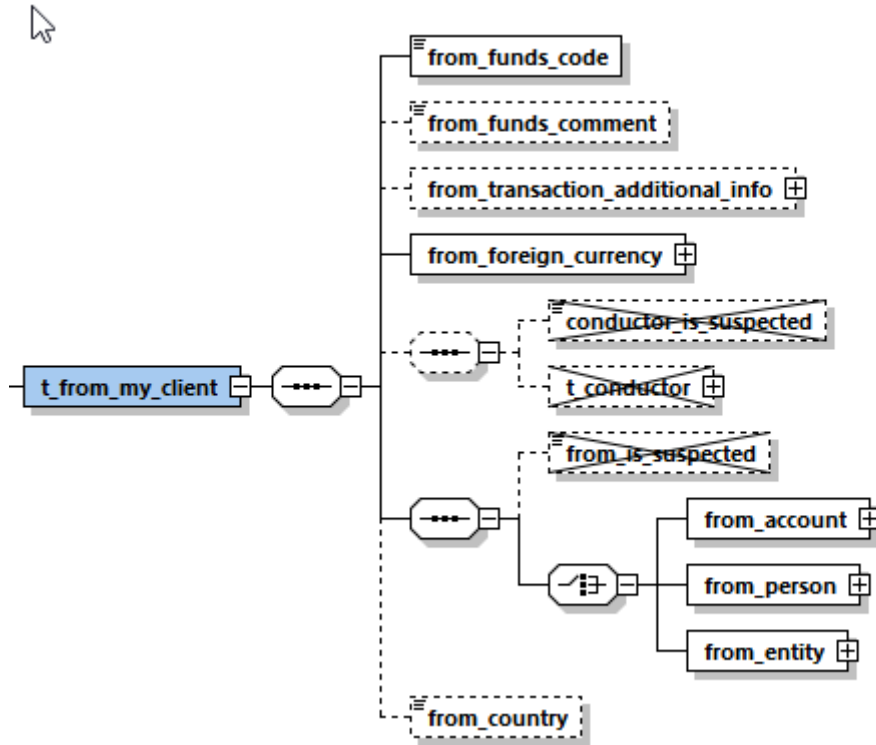 from_funds_code
from_funds_comment
from_transaction_additional_info
from_foreign_currency
conductor_is_suspected
t_from_my_client
t_conductor
from_is_suspected
from_account
from_person
from_entity
from_country